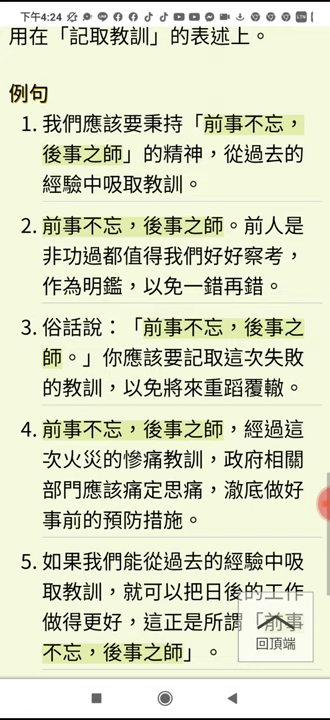 下午4:24
用在「記取教訓」的表述上。
例句
1. 我們應該要秉持「前事不忘，
後事之師」的精神，從過去的
經驗中吸取教訓。
2. 前事不忘，後事之師。前人是
非功過都值得我們好好察考，
作為明鑑，以免一錯再錯。
3. 俗話說：「前事不忘，後事之
師。」你應該要記取這次失敗
的教訓，以免將來重蹈覆轍。
4. 前事不忘，後事之師，經過這
次火災的慘痛教訓，政府相關
部門應該痛定思痛，澈底做好
事前的預防措施。
5. 如果我們能從過去的經驗中吸
取教訓，就可以把日後的工作
做得更好，這正是所謂「前事
不忘，後事之師」。
回頂端